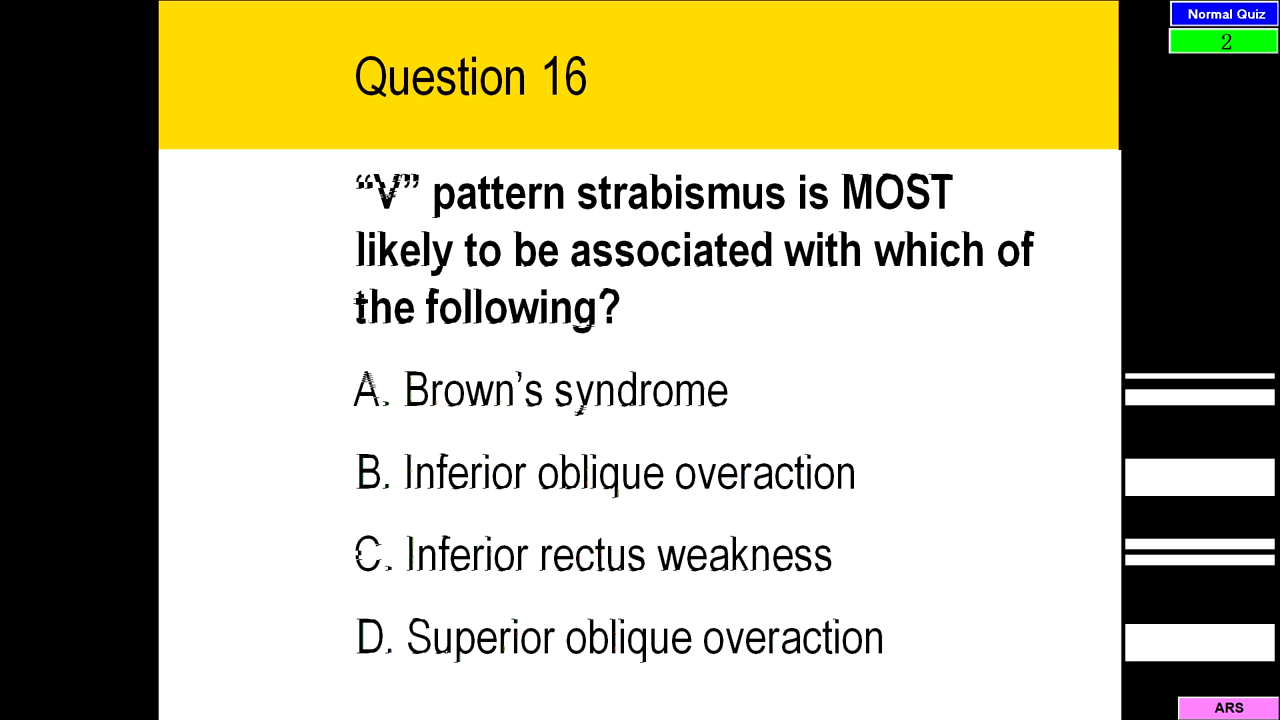 Normal Quiz
2
Question 16
“V” pattern strabismus is MOST
likely to be associated with which of
the following?
A. Brown’s syndrome
B. Inferior oblique overaction
C. Inferior rectus weakness
D. Superior oblique overaction
ARS